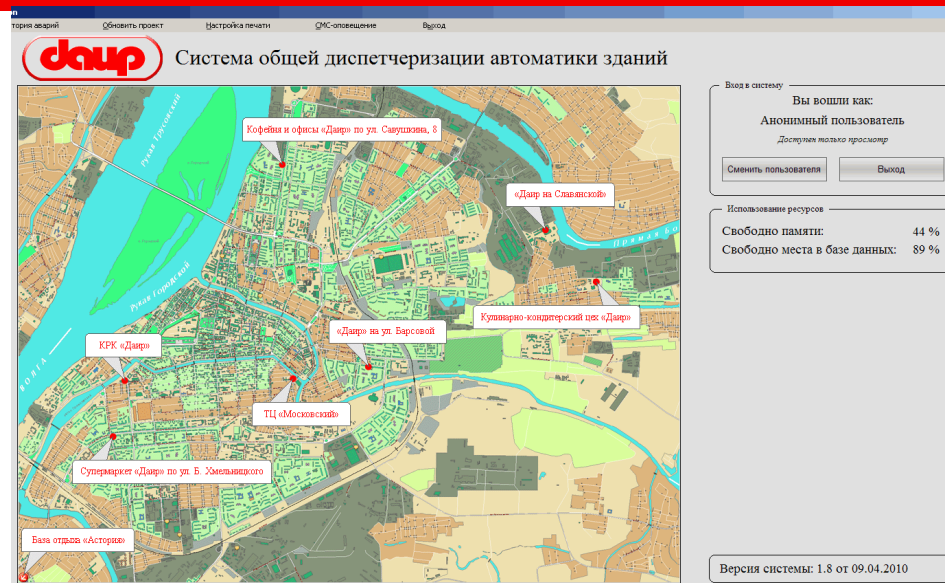 тория аварий Обновить проект Настройка печати СМС-оповещение Выход
даир Система общей диспетчеризации автоматики зданий
Вход в систему
Вы вошли как:
Анонимный пользователь
Доступен только просмотр
Сменить пользователя Выход
Использование ресурсов
Свободно памяти: 44 %
Свободно места в базе данных: 89 %
Рукав Трусовский
Кофейня и офисы «Даир» по ул. Савушкина, 8
«Даир на Славянской»
Прямая Бо
Рукав Городской
Кулинарно-кондитерский цех «Даир»
«Даир» на ул. Барсовой
КРК «Даир»
ВОЛГА
ТЦ «Московский»
Супермаркет «Даир» по ул. Б. Хмельницкого
База отдыха «Астория»
Версия системы: 1.8 от 09.04.2010